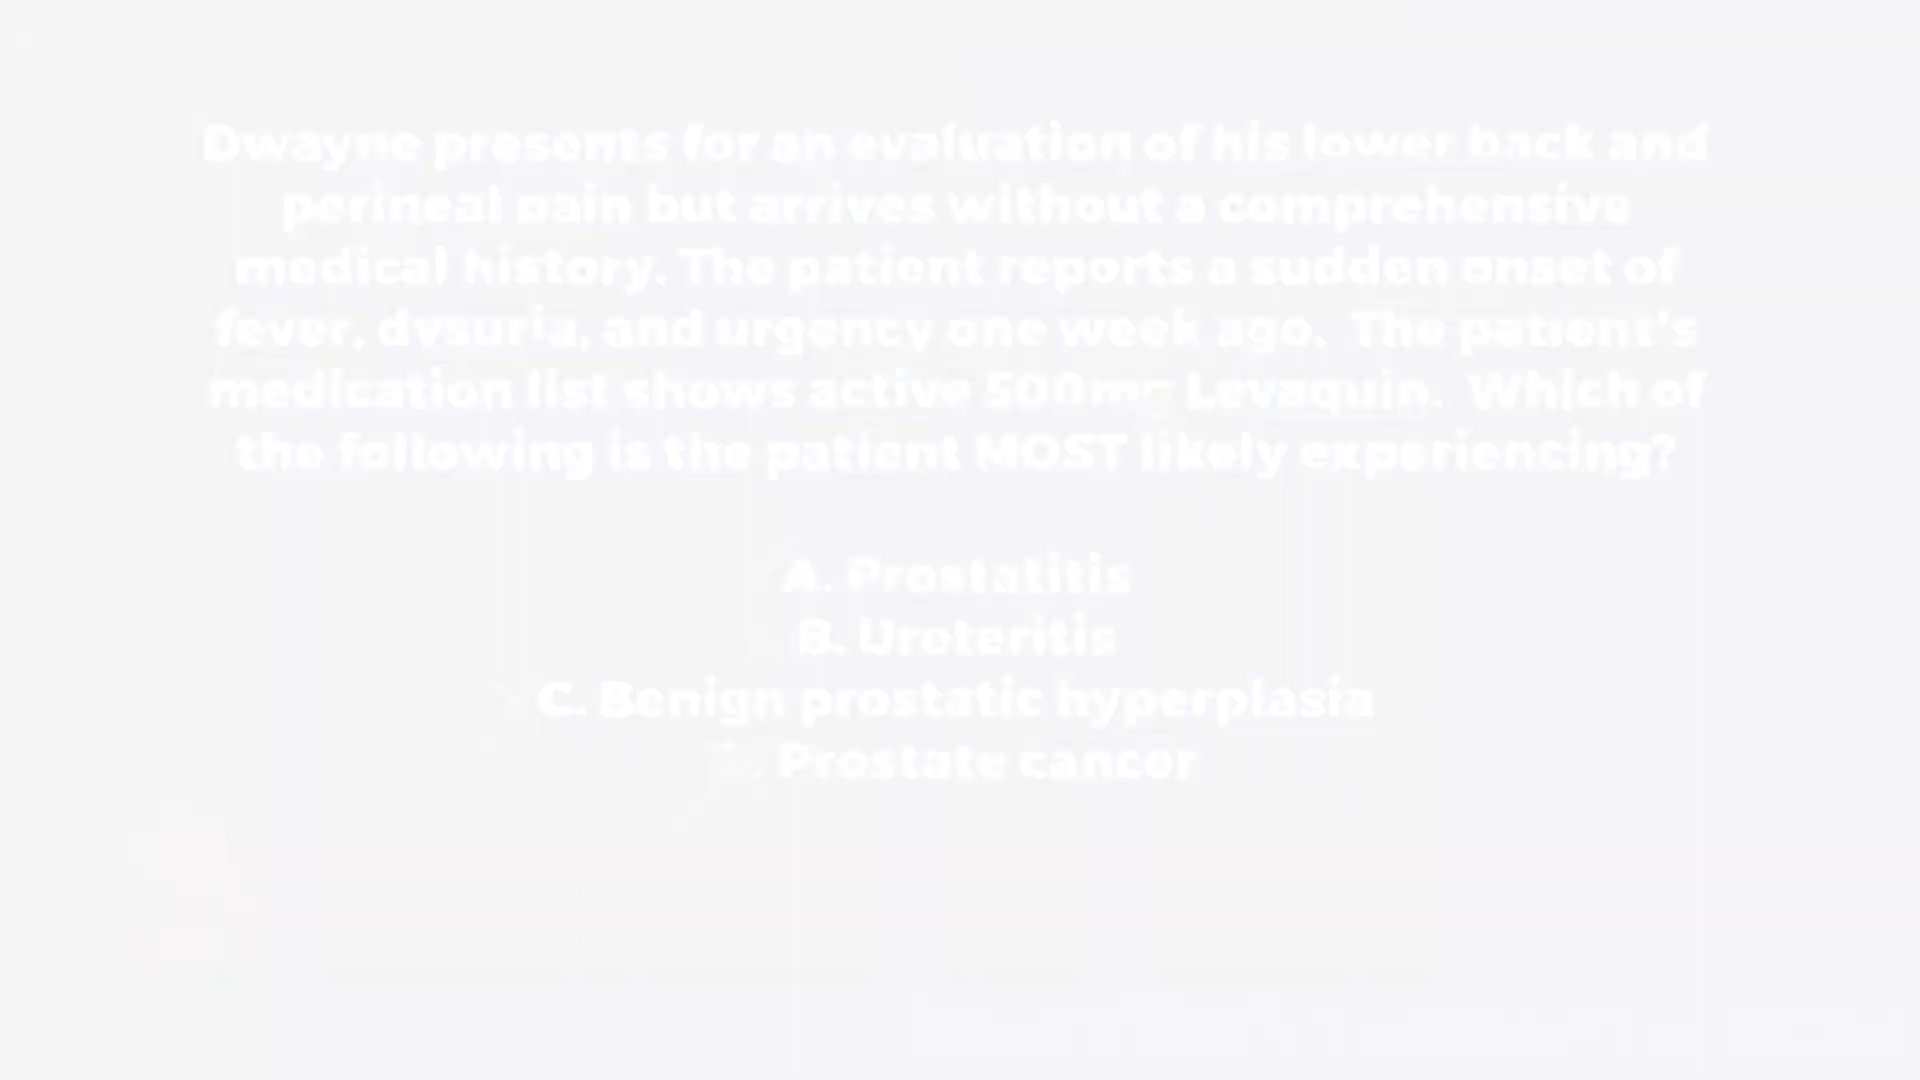 Dwayne presents for an evaluation of his lower back and
perineal pain but arrives without a comprehensive
medical history. The patient reports a sudden onset of
fever, dysuria, and urgency one week ago. The patient's
medication list shows active 500mg Levaquin. Which of
the following is the patient MOST likely experiencing?
A. Prostatitis
B. Ureteritis
C. Benign prostatic hyperplasia
Prostate cancer